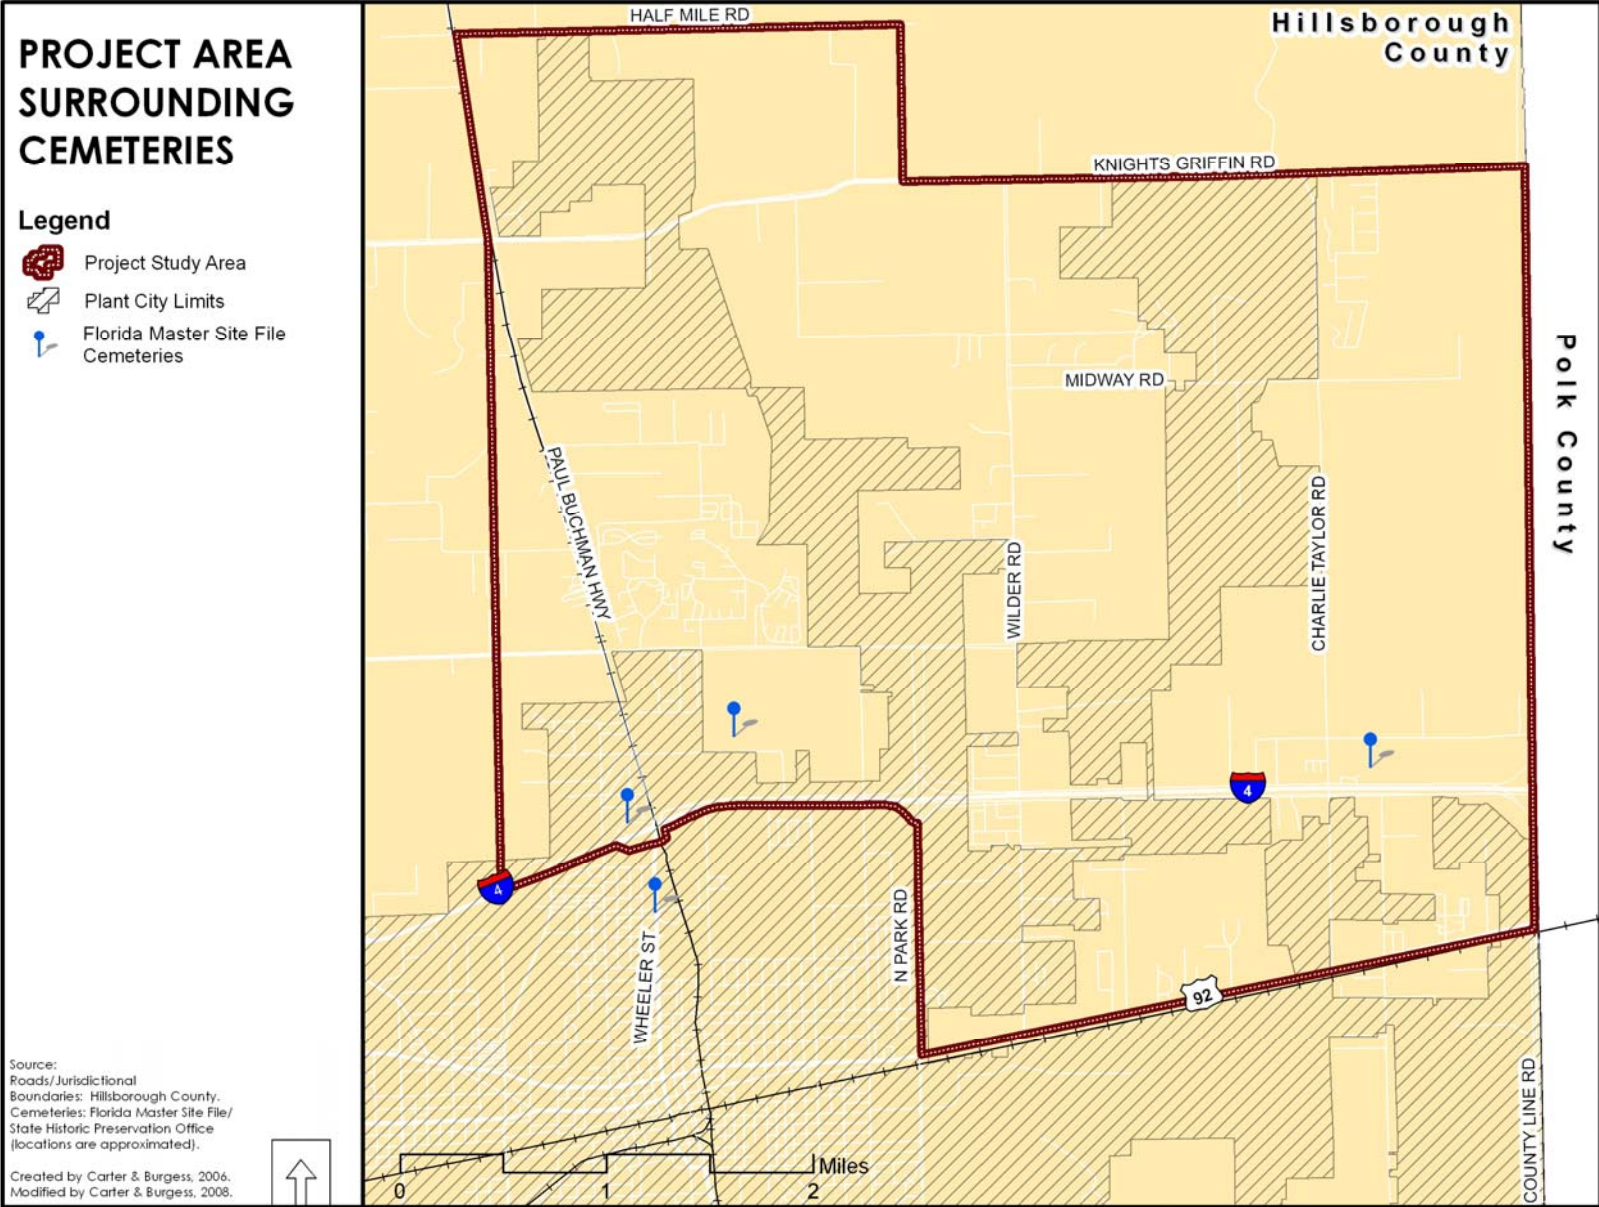 PROJECT AREA
SURROUNDING
CEMETERIES
Legend
Project Study Area
Plant City Limits
Florida Master Site File
Cemeteries
Source:
Roads/Jurisdictional
Boundaries: Hillsborough County.
Cemeteries: Florida Master Site File/
State Historic Preservation Office
(locations are approximated).
Created by Carter & Burgess, 2006.
Modified by Carter & Burgess, 2008.
HALF MILE RD
Hillsborough
County
KNIGHTS GRIFFIN RD
Polk County
MIDWAY RD
PAUL BUCHMAN HWY
WILDER RD
CHARLIE TAYLOR RD
4
4
N PARK RD
WHEELER ST
92
COUNTY LINE RD
Miles
0
1
2